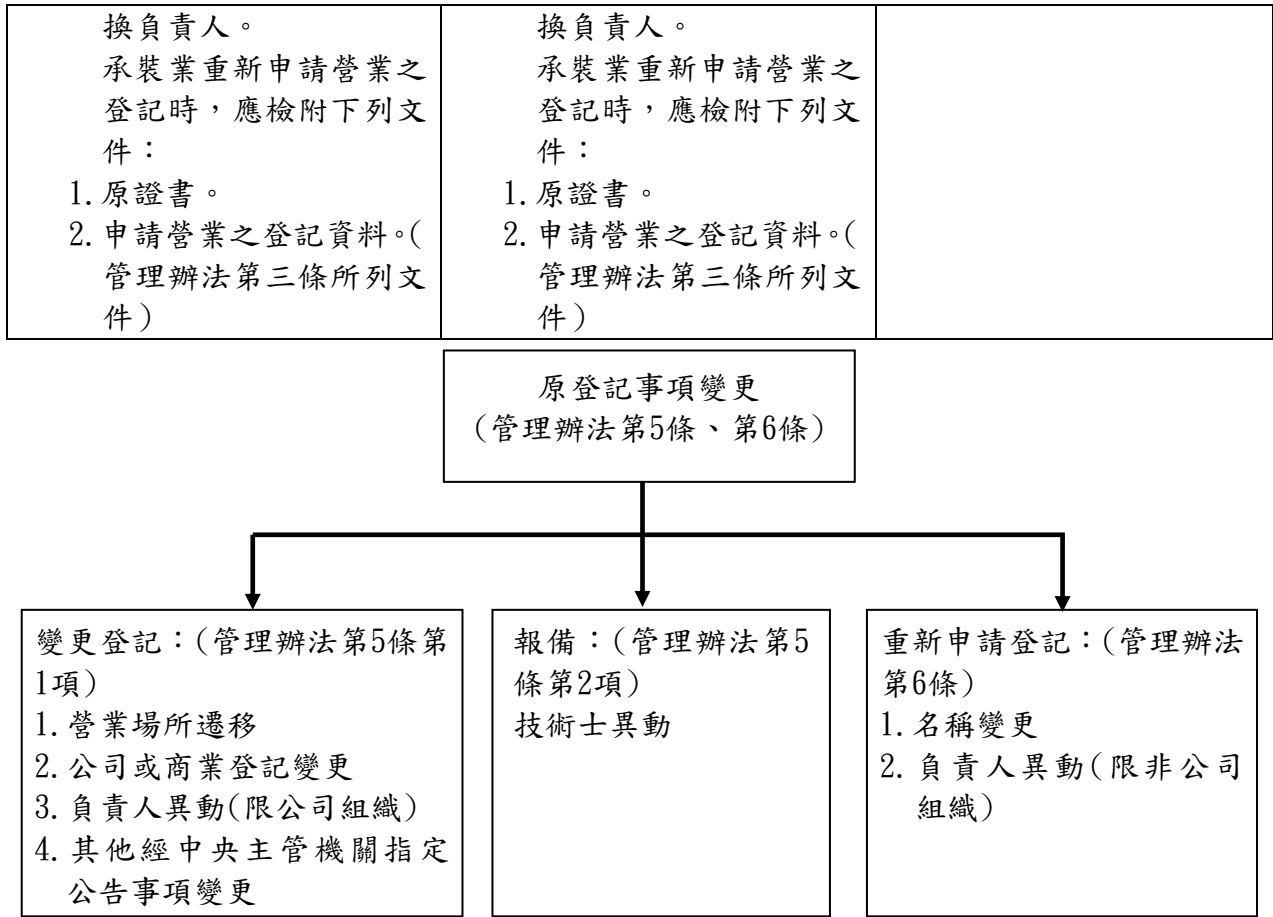 換負責人。
承裝業重新申請營業之
登記時，應檢附下列文
件：
1.原證書。
2.申請營業之登記資料。(
管理辦法第三條所列文
件)
換負責人。
承裝業重新申請營業之
登記時，應檢附下列文
件：
1.原證書。
2.申請營業之登記資料。(
管理辦法第三條所列文
件)
原登記事項變更
(管理辦法第5條、第6條)
變更登記：(管理辦法第5條第
1項)
1.營業場所遷移
2.公司或商業登記變更
3.負責人異動(限公司組織)
4.其他經中央主管機關指定
公告事項變更
報備：(管理辦法第5
條第2項)
技術士異動
重新申請登記：(管理辦法
第6條)
1.名稱變更
2.負責人異動(限非公司
組織)